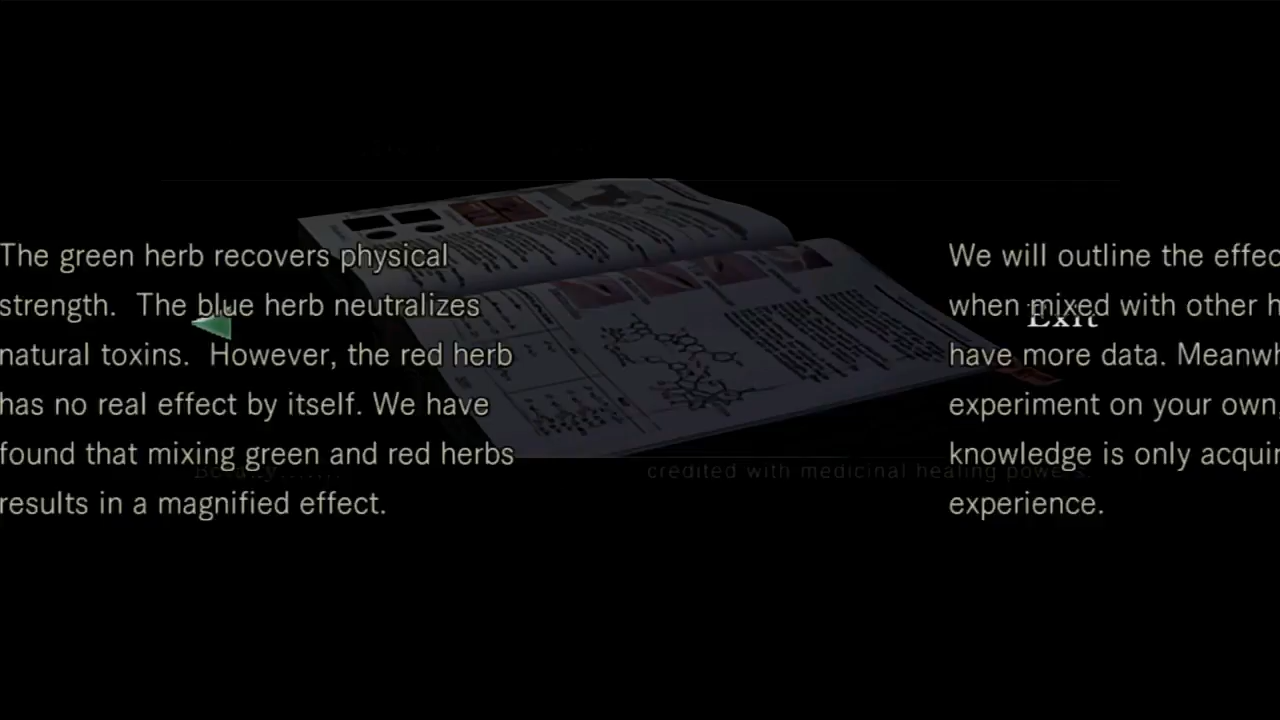 The green herb recovers physical
strength. The blue herb neutralizes
natural toxins. However, the red herb
has no real effect by itself. We have
found that mixing green and red herbs
results in a magnified effect.
We will outline the effec
when mixed with other h
have more data. Meanwh
experiment on your own,
knowledge is only acquir
experience.
Exit
credited with medicinal healing powers.